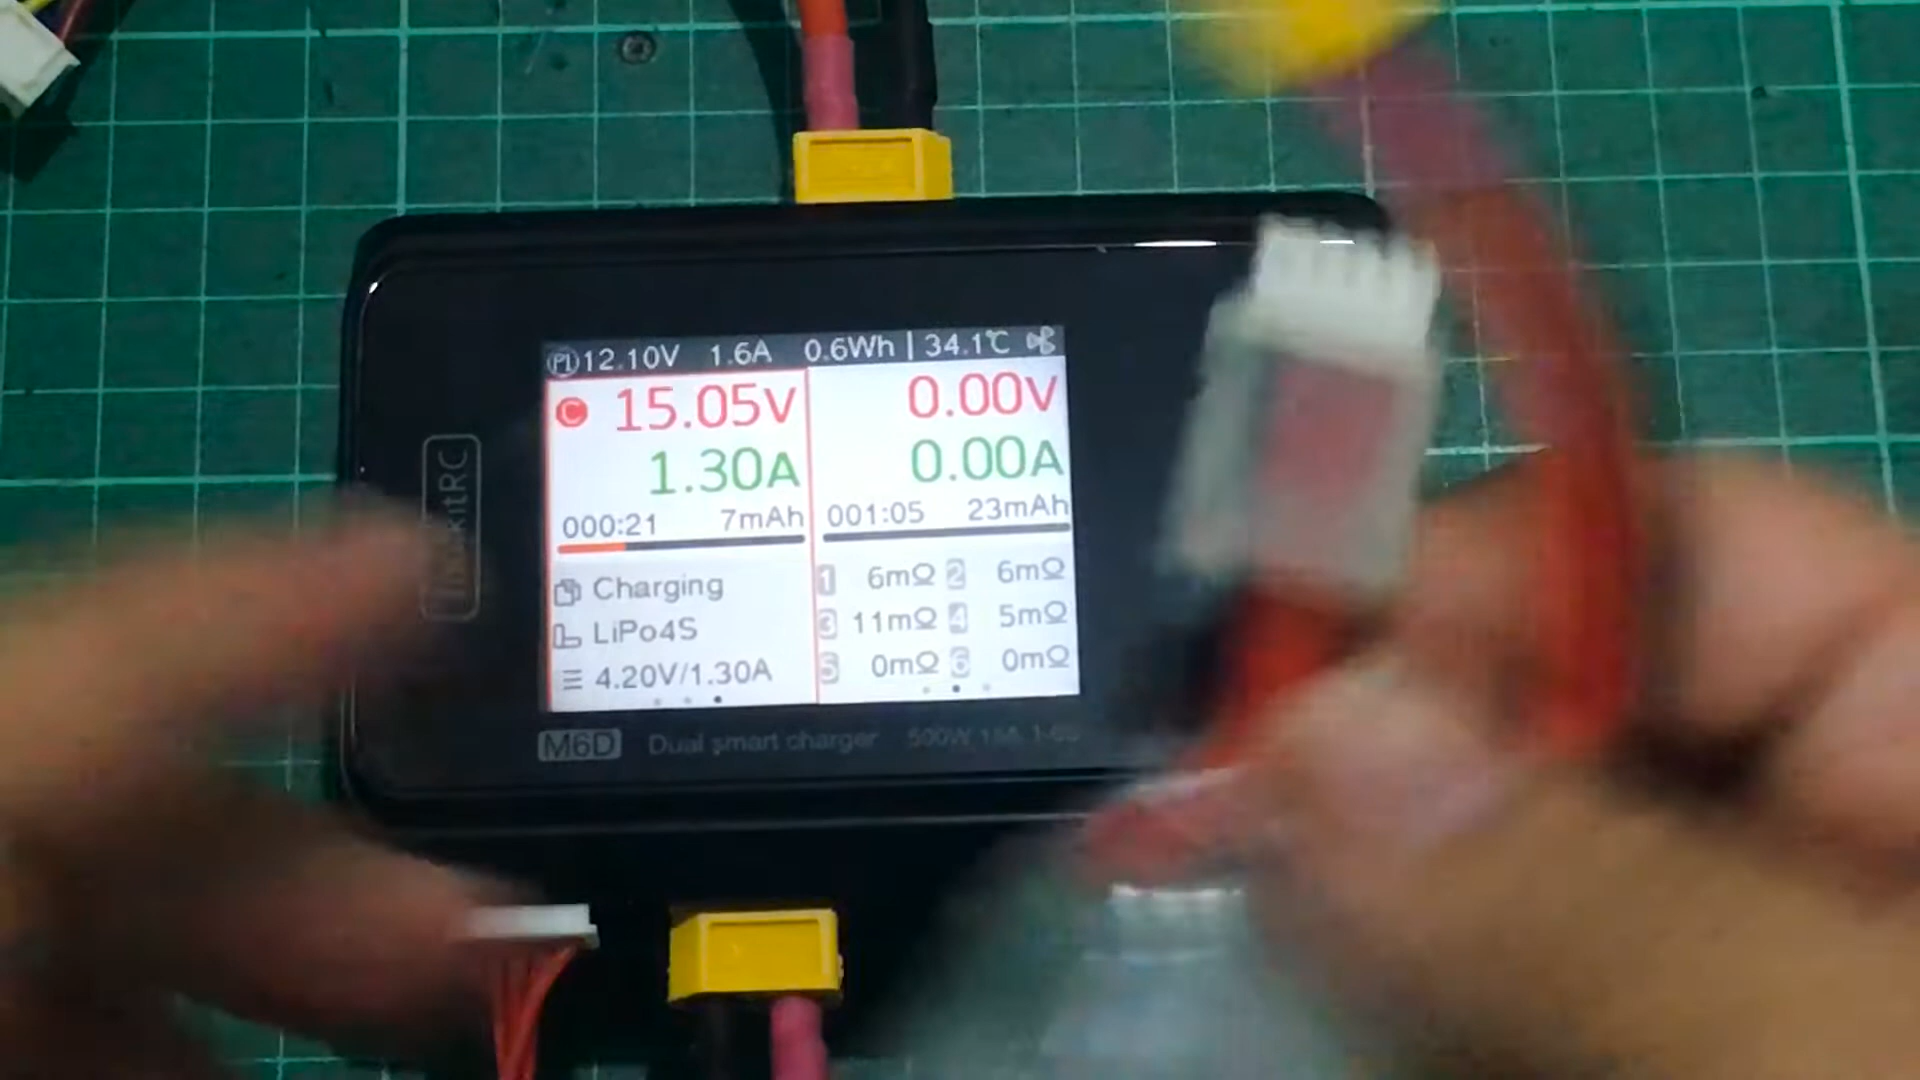 P1 12.10V 1.6A 0.6Wh | 34.1℃
C 15.05V
1.30A
000:21 7mAh
Charging
LiPo4S
4.20V/1.30A
0.00V
0.00A
001:05 23mAh
1 6mΩ 2 6mΩ
3 11mΩ 4 5mΩ
5 0mΩ 6 0mΩ
M6D Dual smart charger 500W